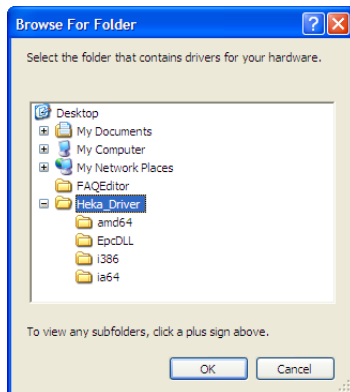 Browse For Folder
Select the folder that contains drivers for your hardware.
Desktop
My Documents
My Computer
My Network Places
FAQEditor
Heka_Driver
amd64
EpcDLL
i386
ia64
To view any subfolders, click a plus sign above.
OK Cancel